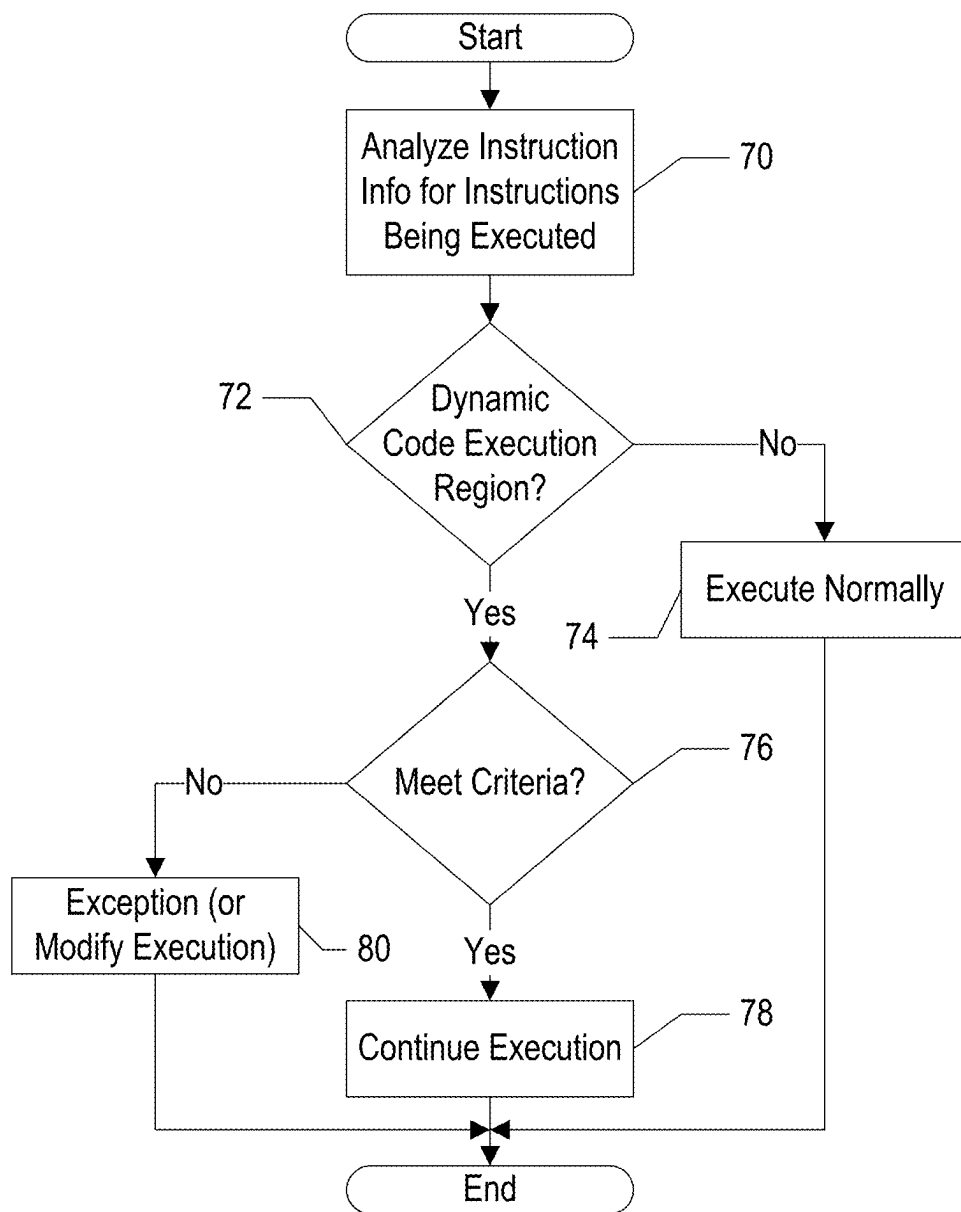 Start
Analyze Instruction
Info for Instructions
Being Executed
70
72
Dynamic
Code Execution
Region?
No
Yes
Execute Normally
74
Meet Criteria?
76
No
Exception (or
Modify Execution)
80
Yes
Continue Execution
78
End